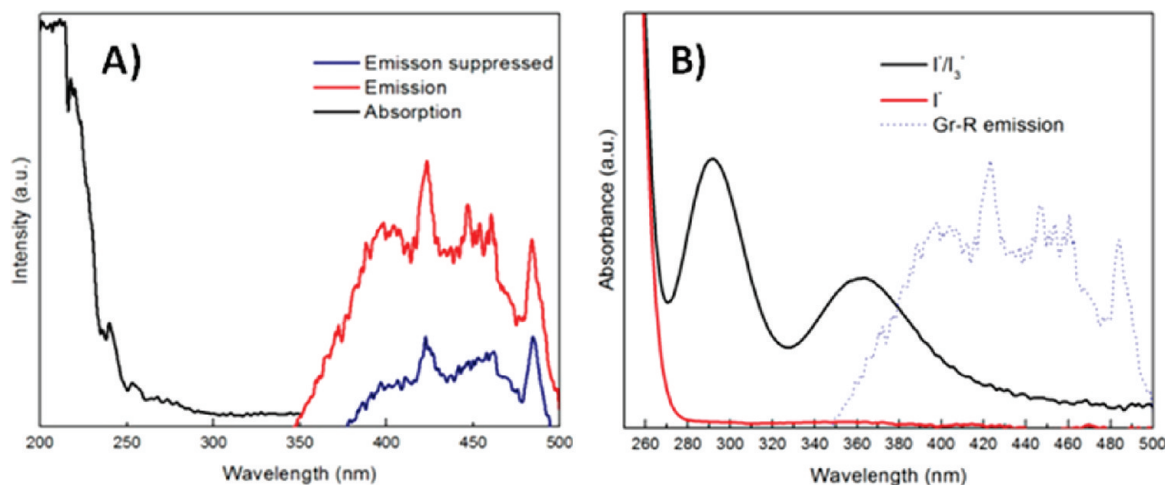 A)
Emisson suppressed
Emission
Absorption
Intensity (a.u.)
200 250 300 350 400 450 500
Wavelength (nm)
B)
I⁻/I₃⁻
I⁻
Gr-R emission
Absorbance (a.u.)
260 280 300 320 340 360 380 400 420 440 460 480 500
Wavelength (nm)